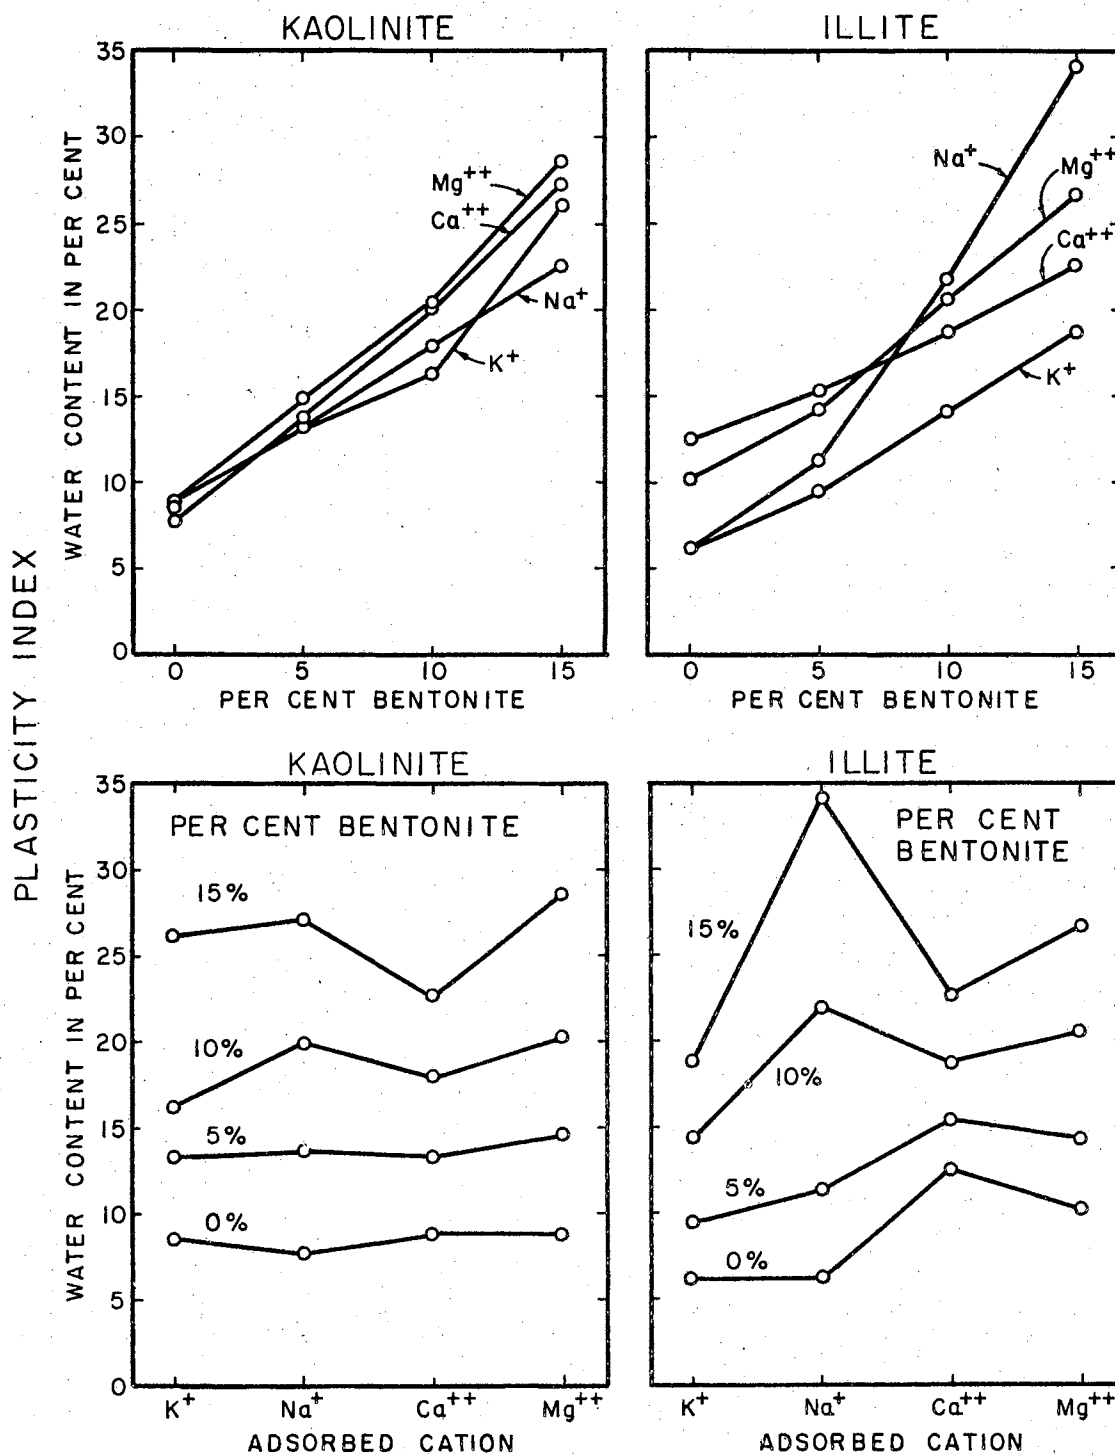 PLASTICITY INDEX
KAOLINITE
WATER CONTENT IN PER CENT
35
30
25
20
15
10
5
0
Mg++
Ca++
Na+
K+
0 5 10 15
PER CENT BENTONITE
ILLITE
Na+
Mg++
Ca++
K+
0 5 10 15
PER CENT BENTONITE
KAOLINITE
WATER CONTENT IN PER CENT
35
30
25
20
15
10
5
0
PER CENT BENTONITE
15%
10%
5%
0%
K+ Na+ Ca++ Mg++
ADSORBED CATION
ILLITE
PER CENT
BENTONITE
15%
10%
5%
0%
K+ Na+ Ca++ Mg++
ADSORBED CATION